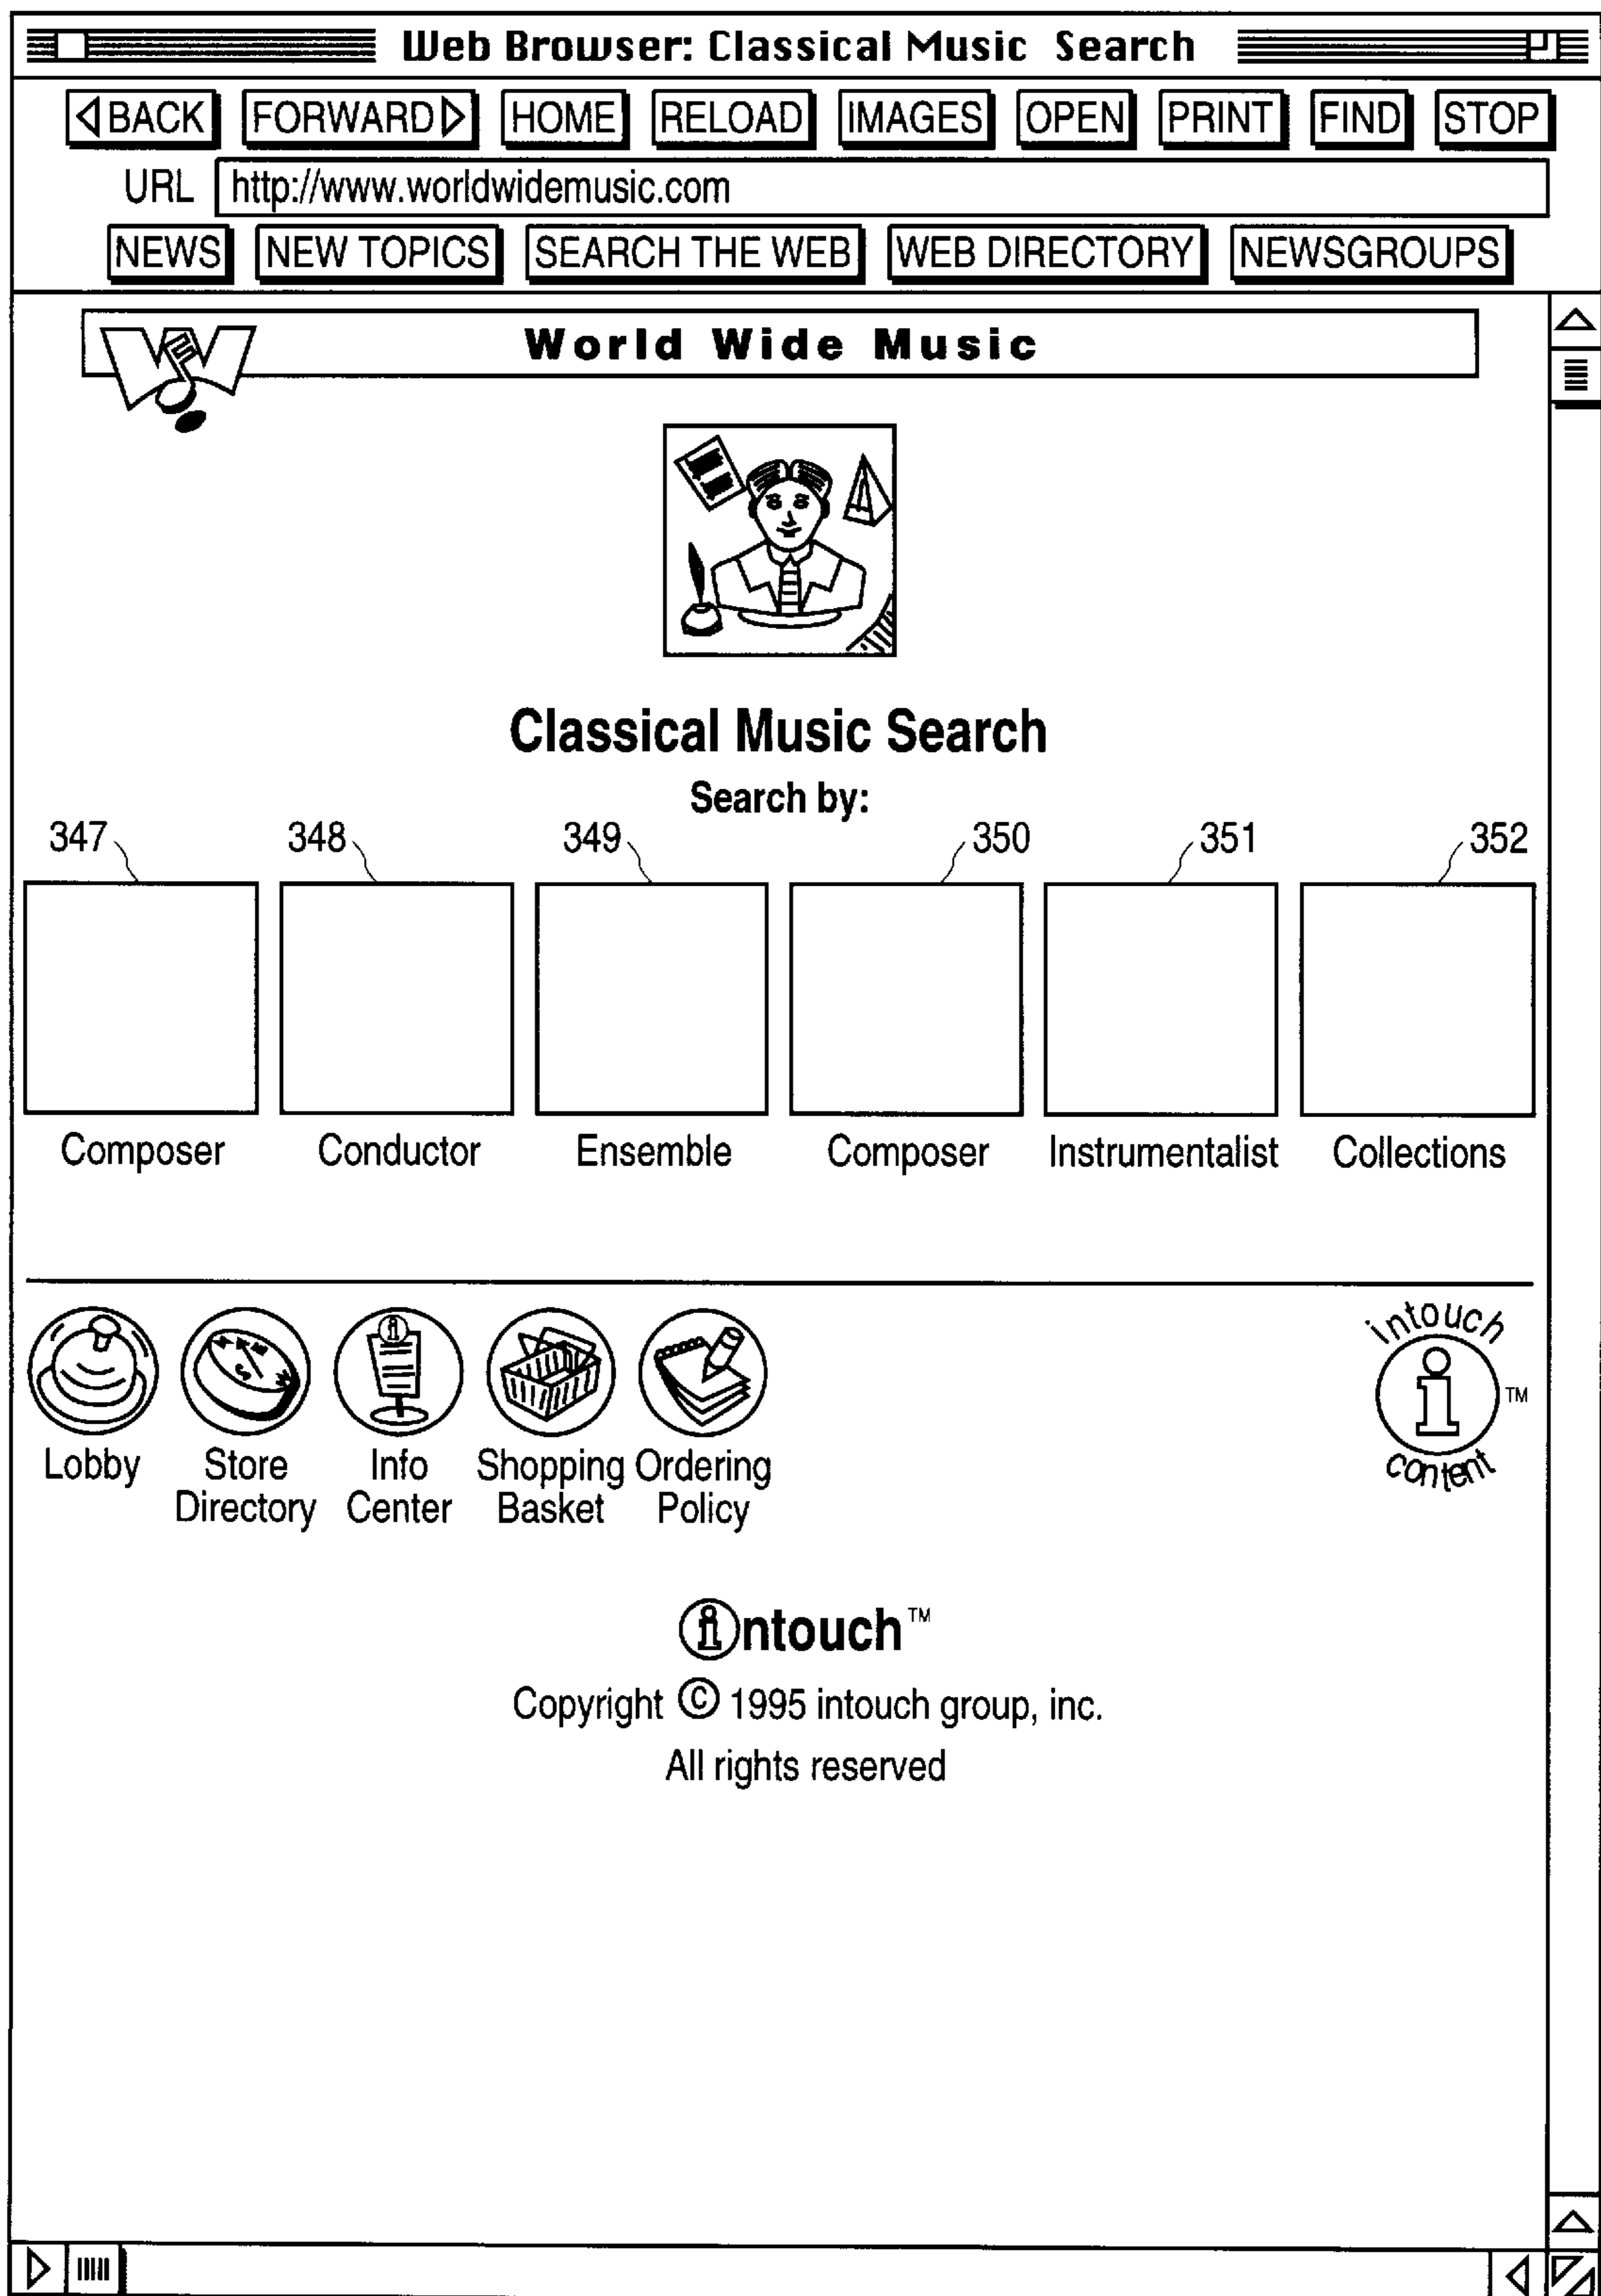 Web Browser: Classical Music Search
BACK FORWARD HOME RELOAD IMAGES OPEN PRINT FIND STOP
URL http://www.worldwidemusic.com
NEWS NEW TOPICS SEARCH THE WEB WEB DIRECTORY NEWSGROUPS
World Wide Music
Classical Music Search
Search by:
347 348 349 350 351 352
Composer Conductor Ensemble Composer Instrumentalist Collections
intouch
i TM
content
Lobby Store Info Shopping Ordering
Directory Center Basket Policy
intouch™
Copyright © 1995 intouch group, inc.
All rights reserved